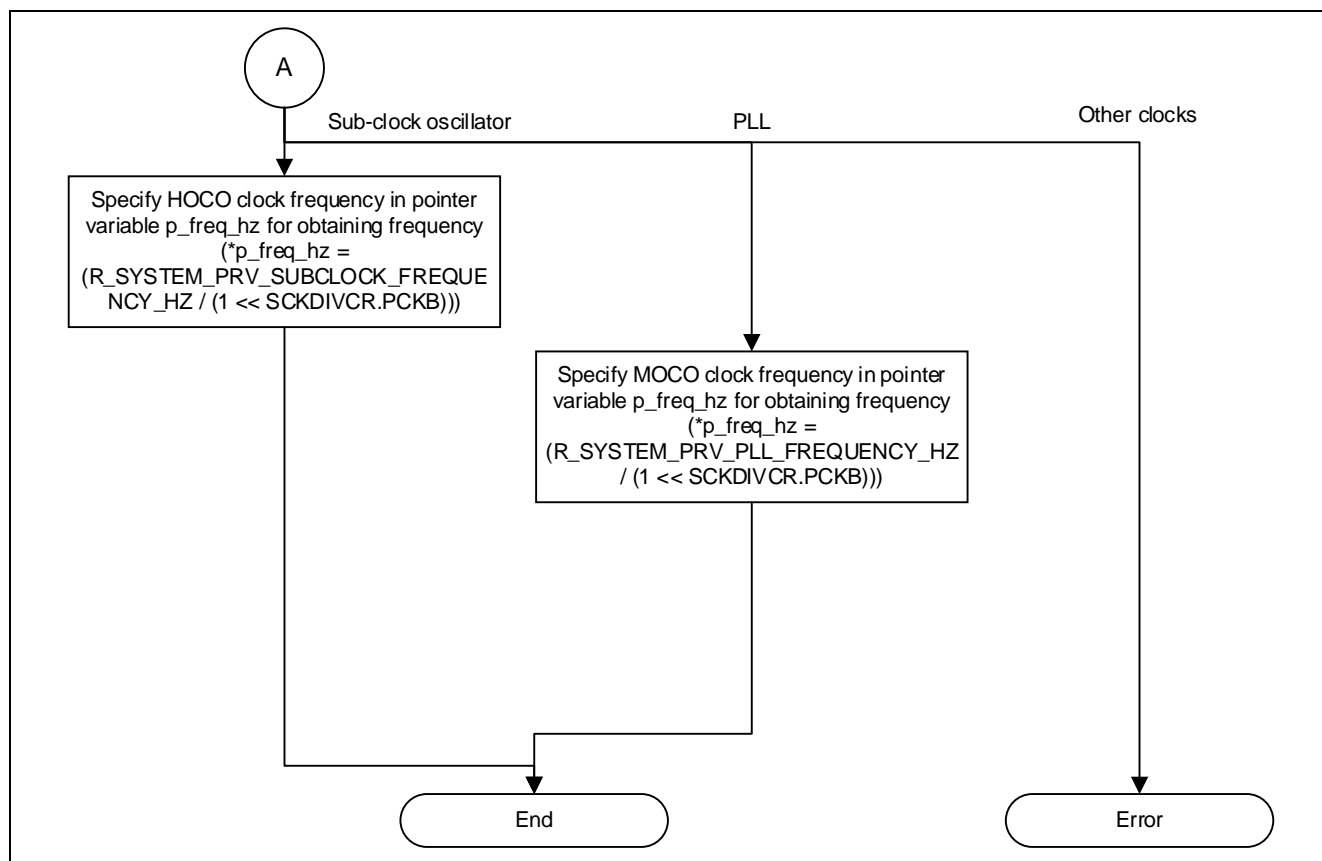 A
Sub-clock oscillator
PLL
Other clocks
Specify HOCO clock frequency in pointer
variable p_freq_hz for obtaining frequency
(*p_freq_hz =
(R_SYSTEM_PRV_SUBCLOCK_FREQUE
NCY_HZ / (1 << SCKDIVCR.PCKB)))
Specify MOCO clock frequency in pointer
variable p_freq_hz for obtaining frequency
(*p_freq_hz =
(R_SYSTEM_PRV_PLL_FREQUENCY_HZ
/ (1 << SCKDIVCR.PCKB)))
End
Error